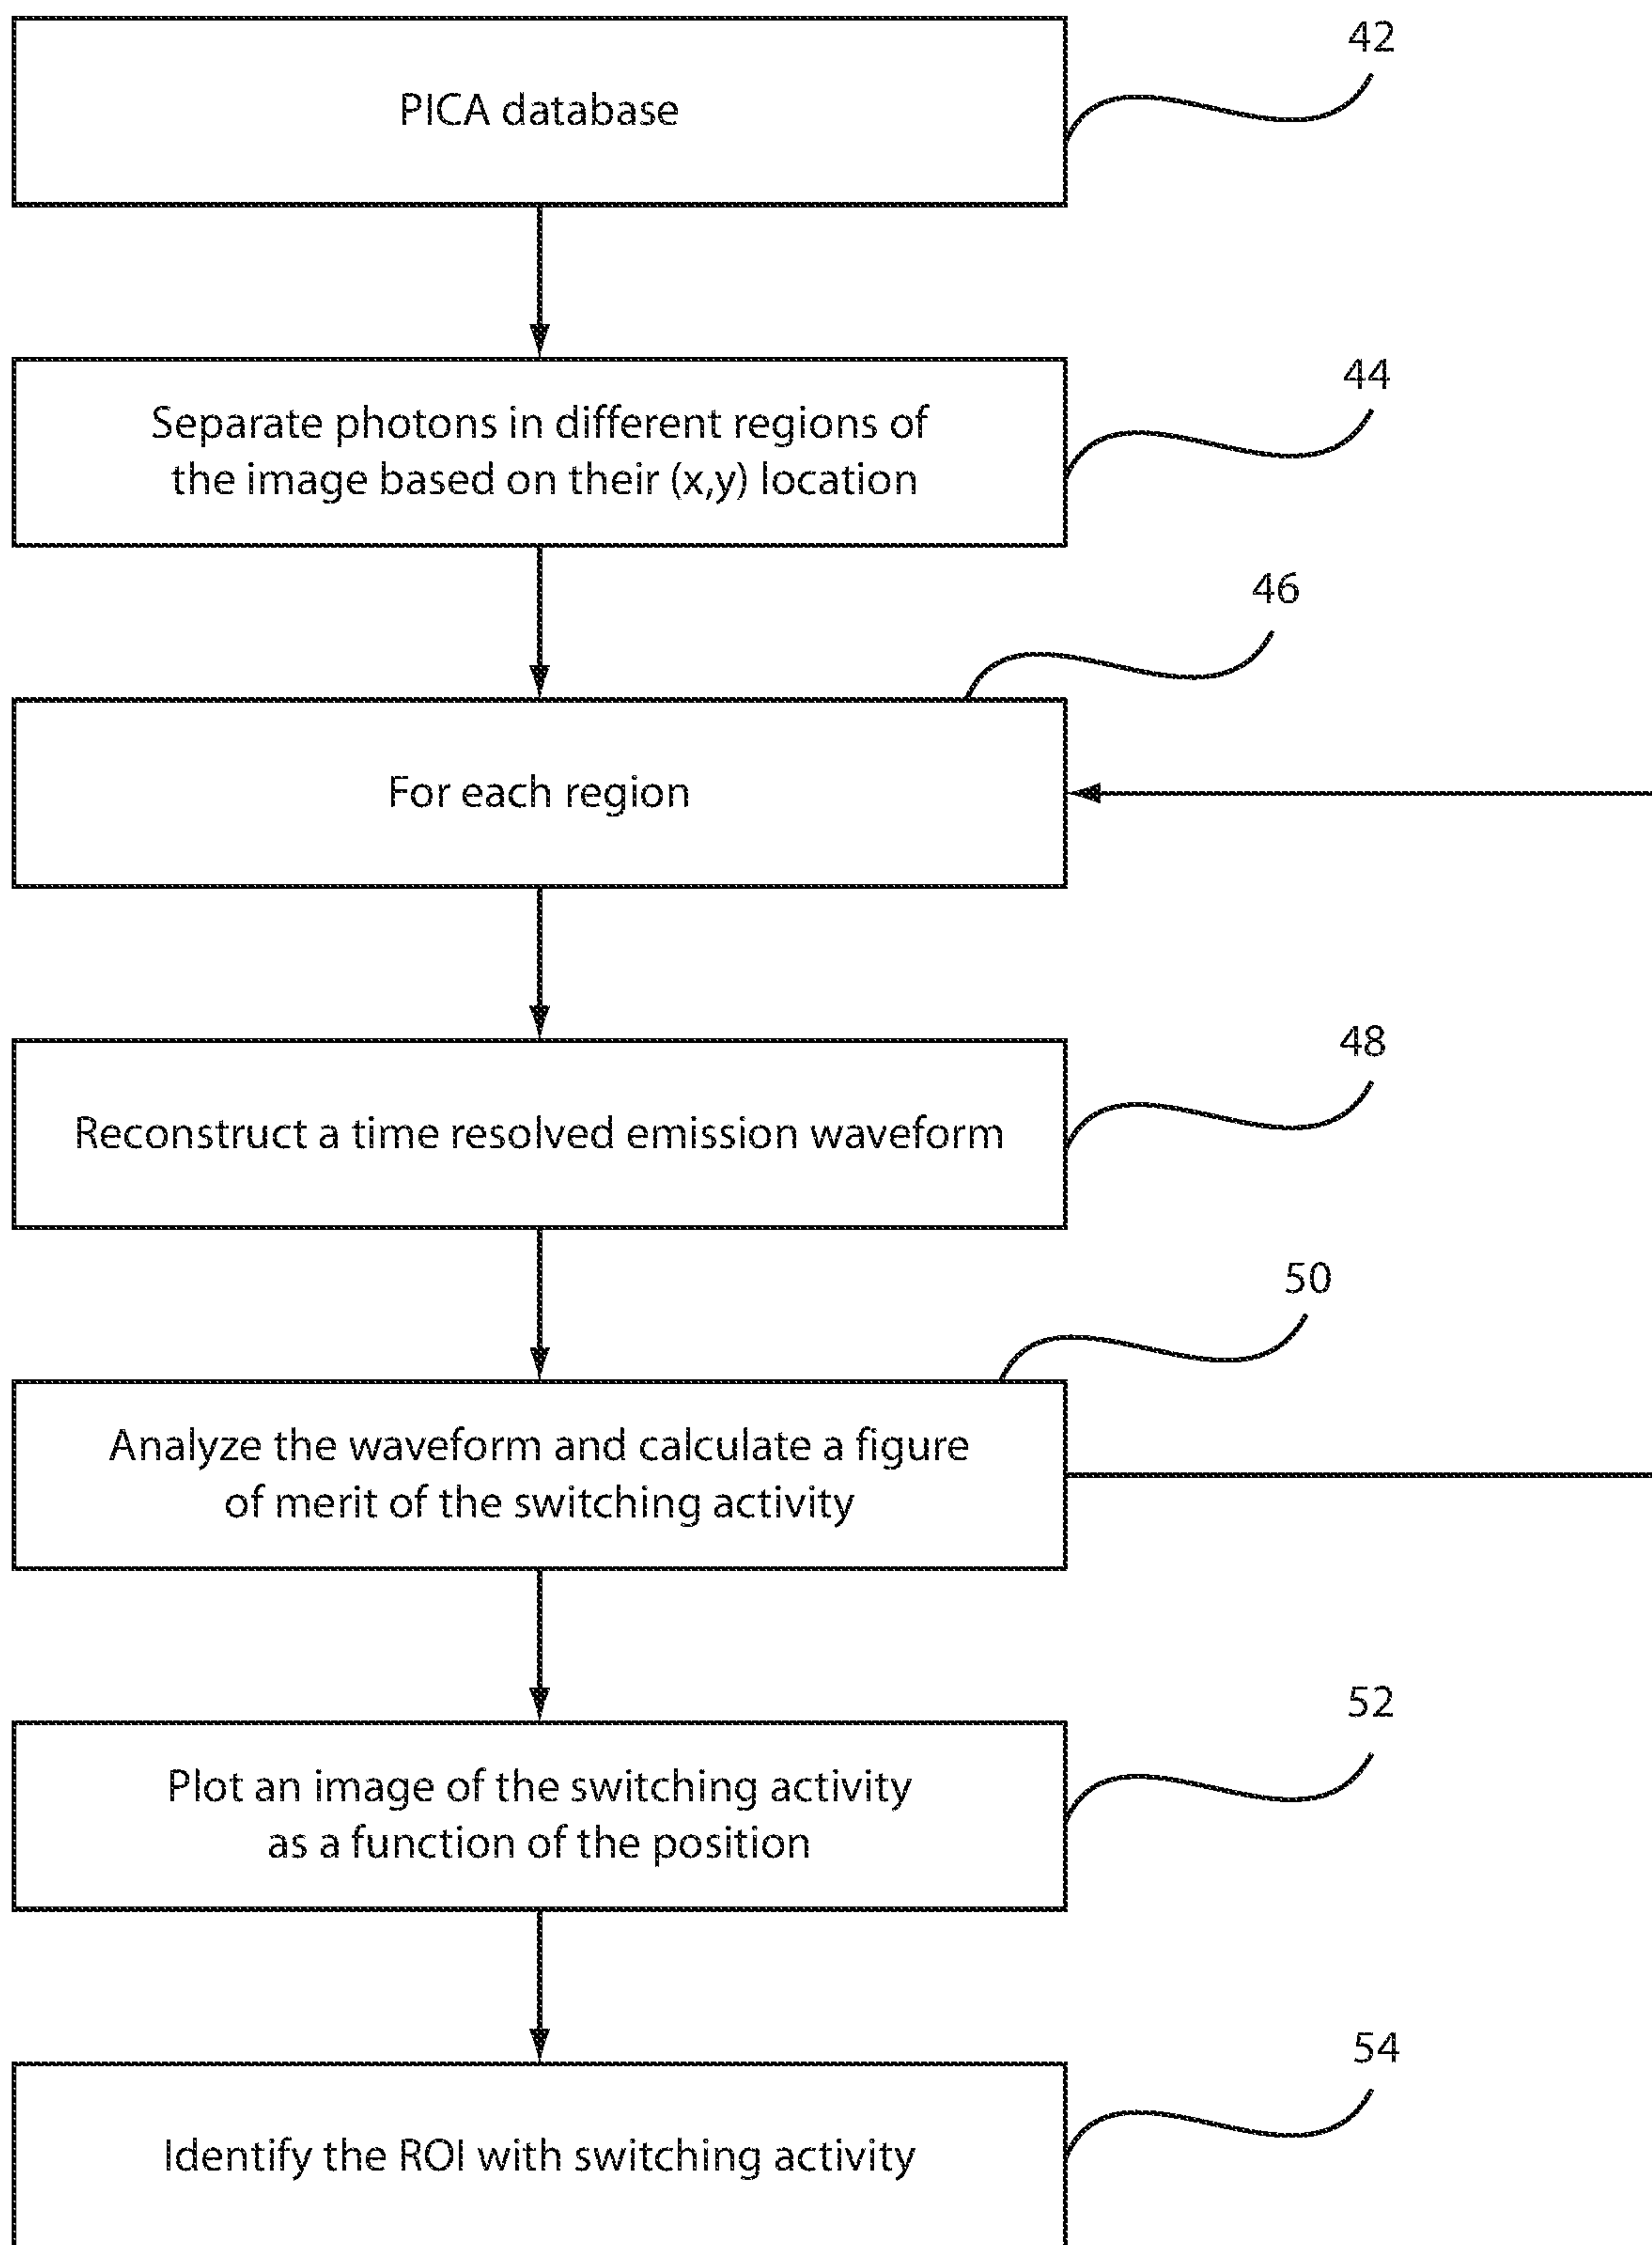 42
PICA database
44
Separate photons in different regions of
the image based on their (x,y) location
46
For each region
48
Reconstruct a time resolved emission waveform
50
Analyze the waveform and calculate a figure
of merit of the switching activity
52
Plot an image of the switching activity
as a function of the position
54
Identify the ROI with switching activity